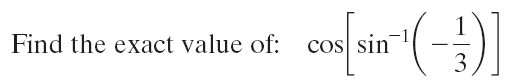 Find the exact value of: cos[sin⁻¹(−1/3)]